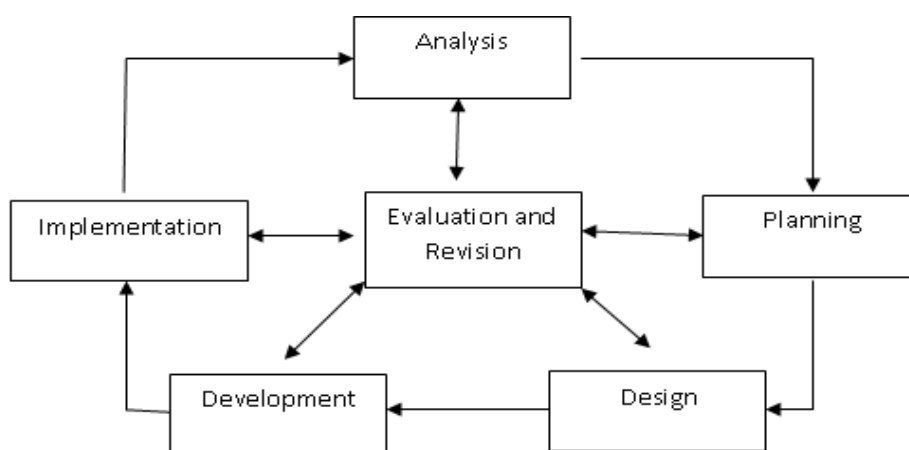 Analysis
Implementation
Evaluation and
Revision
Planning
Development
Design